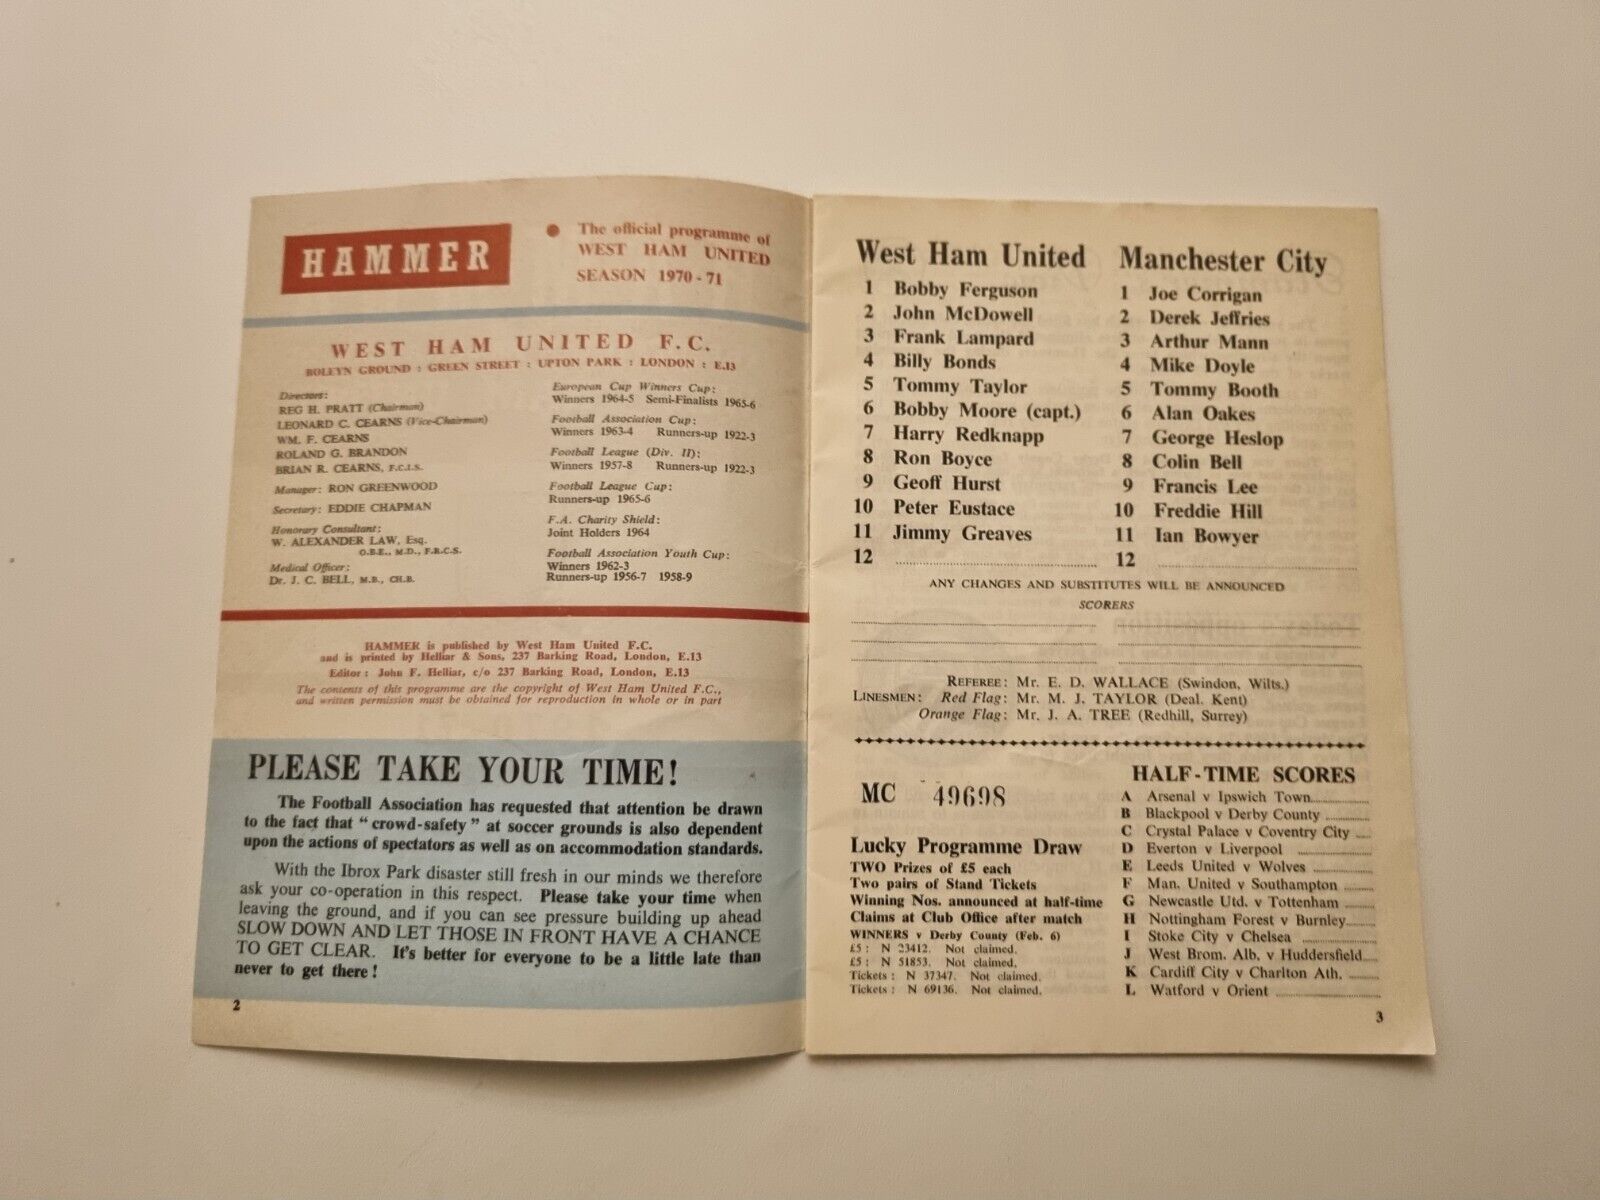 HAMMER
● The official programme of
WEST HAM UNITED
SEASON 1970-71
WEST HAM UNITED F.C.
BOLEYN GROUND : GREEN STREET : UPTON PARK : LONDON : E.13
Directors:
REG H. PRATT (Chairman)
LEONARD C. CEARNS (Vice-Chairman)
WM. F. CEARNS
ROLAND G. BRANDON
BRIAN R. CEARNS, F.C.I.S.
Manager: RON GREENWOOD
Secretary: EDDIE CHAPMAN
Honorary Consultant:
W. ALEXANDER LAW, Esq.
O.B.E., M.D., F.R.C.S.
Medical Officer:
Dr. J. C. BELL, M.B., CH.B.
European Cup Winners Cup:
Winners 1964-5 Semi-Finalists 1965-6
Football Association Cup:
Winners 1963-4 Runners-up 1922-3
Football League (Div. II):
Winners 1957-8 Runners-up 1922-3
Football League Cup:
Runners-up 1965-6
F.A. Charity Shield:
Joint Holders 1964
Football Association Youth Cup:
Winners 1962-3
Runners-up 1956-7 1958-9
HAMMER is published by West Ham United F.C.
and is printed by Helliar & Sons, 237 Barking Road, London, E.13
Editor: John F. Helliar, c/o 237 Barking Road, London, E.13
The contents of this programme are the copyright of West Ham United F.C.,
and written permission must be obtained for reproduction in whole or in part
PLEASE TAKE YOUR TIME!
The Football Association has requested that attention be drawn
to the fact that "crowd-safety" at soccer grounds is also dependent
upon the actions of spectators as well as on accommodation standards.
With the Ibrox Park disaster still fresh in our minds we therefore
ask your co-operation in this respect. Please take your time when
leaving the ground, and if you can see pressure building up ahead
SLOW DOWN AND LET THOSE IN FRONT HAVE A CHANCE
TO GET CLEAR. It's better for everyone to be a little late than
never to get there!
2
West Ham United
1 Bobby Ferguson
2 John McDowell
3 Frank Lampard
4 Billy Bonds
5 Tommy Taylor
6 Bobby Moore (capt.)
7 Harry Redknapp
8 Ron Boyce
9 Geoff Hurst
10 Peter Eustace
11 Jimmy Greaves
12
Manchester City
1 Joe Corrigan
2 Derek Jeffries
3 Arthur Mann
4 Mike Doyle
5 Tommy Booth
6 Alan Oakes
7 George Heslop
8 Colin Bell
9 Francis Lee
10 Freddie Hill
11 Ian Bowyer
12
ANY CHANGES AND SUBSTITUTES WILL BE ANNOUNCED
SCORERS
REFEREE: Mr. E. D. WALLACE (Swindon, Wilts.)
LINESMEN: Red Flag: Mr. M. J. TAYLOR (Deal. Kent)
Orange Flag: Mr. J. A. TREE (Redhill, Surrey)
MC 49698
Lucky Programme Draw
TWO Prizes of £5 each
Two pairs of Stand Tickets
Winning Nos. announced at half-time
Claims at Club Office after match
WINNERS v Derby County (Feb. 6)
£5: N 23412. Not claimed.
£5: N 51853. Not claimed.
Tickets: N 37347. Not claimed.
Tickets: N 69136. Not claimed.
HALF-TIME SCORES
A Arsenal v Ipswich Town
B Blackpool v Derby County
C Crystal Palace v Coventry City
D Everton v Liverpool
E Leeds United v Wolves
F Man. United v Southampton
G Newcastle Utd. v Tottenham
H Nottingham Forest v Burnley
I Stoke City v Chelsea
J West Brom. Alb. v Huddersfield
K Cardiff City v Charlton Ath.
L Watford v Orient
3